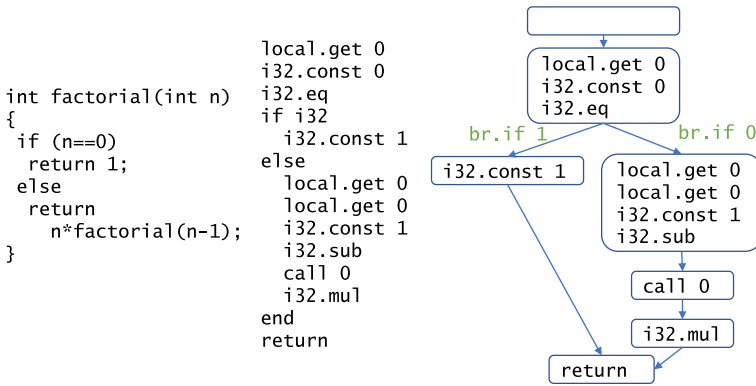 int factorial(int n)
{
if (n==0)
return 1;
else
return
n*factorial(n-1);
}
local.get 0
i32.const 0
i32.eq
if i32
i32.const 1
else
local.get 0
local.get 0
i32.const 1
i32.sub
call 0
i32.mul
end
return
local.get 0
i32.const 0
i32.eq
br.if 1
br.if 0
i32.const 1
local.get 0
local.get 0
i32.const 1
i32.sub
call 0
i32.mul
return